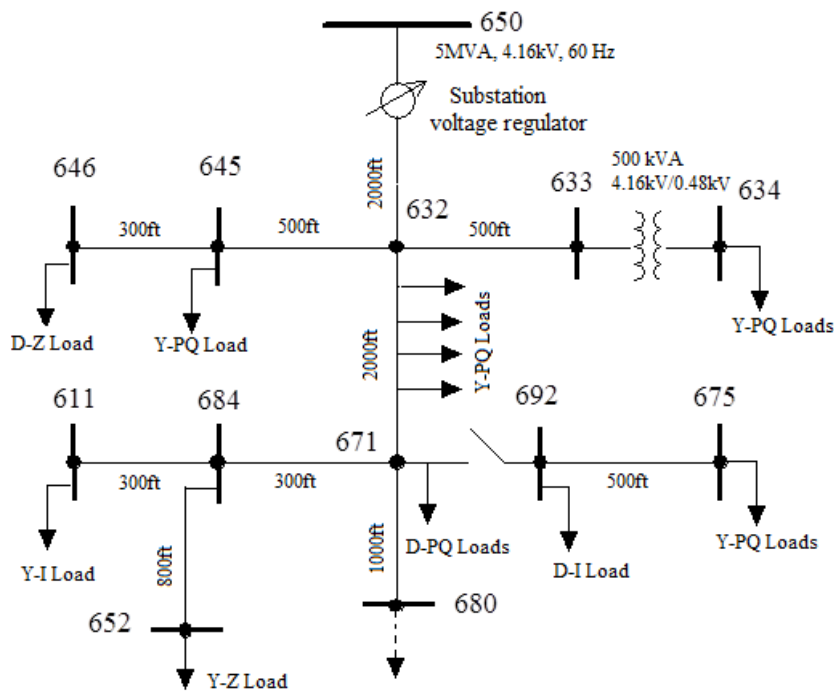 650
5MVA, 4.16kV, 60 Hz
Substation
voltage regulator
646
645
2000ft
632
633
500 kVA
4.16kV/0.48kV
634
300ft
500ft
500ft
D-Z Load
Y-PQ Load
2000ft
Y-PQ Loads
Y-PQ Loads
611
684
671
692
675
300ft
300ft
500ft
Y-I Load
800ft
1000ft
D-PQ Loads
D-I Load
Y-PQ Loads
652
680
Y-Z Load